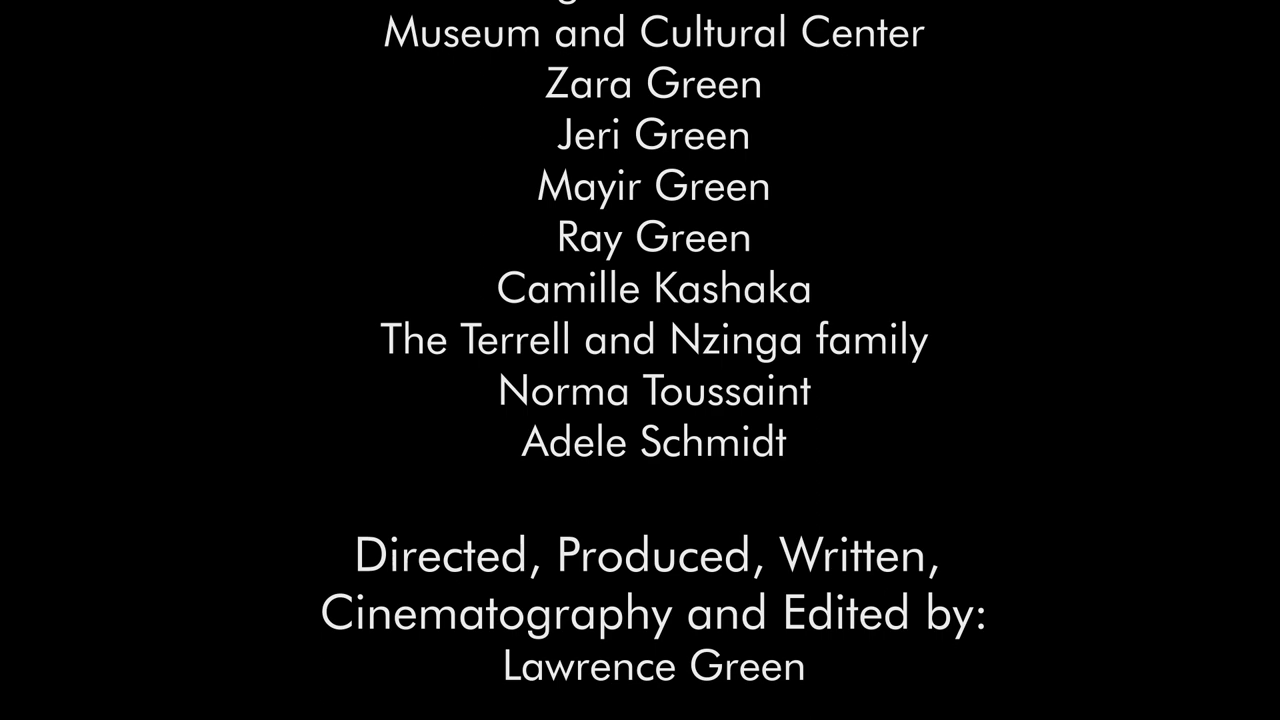 Museum and Cultural Center
Zara Green
Jeri Green
Mayir Green
Ray Green
Camille Kashaka
The Terrell and Nzinga family
Norma Toussaint
Adele Schmidt
Directed, Produced, Written,
Cinematography and Edited by:
Lawrence Green